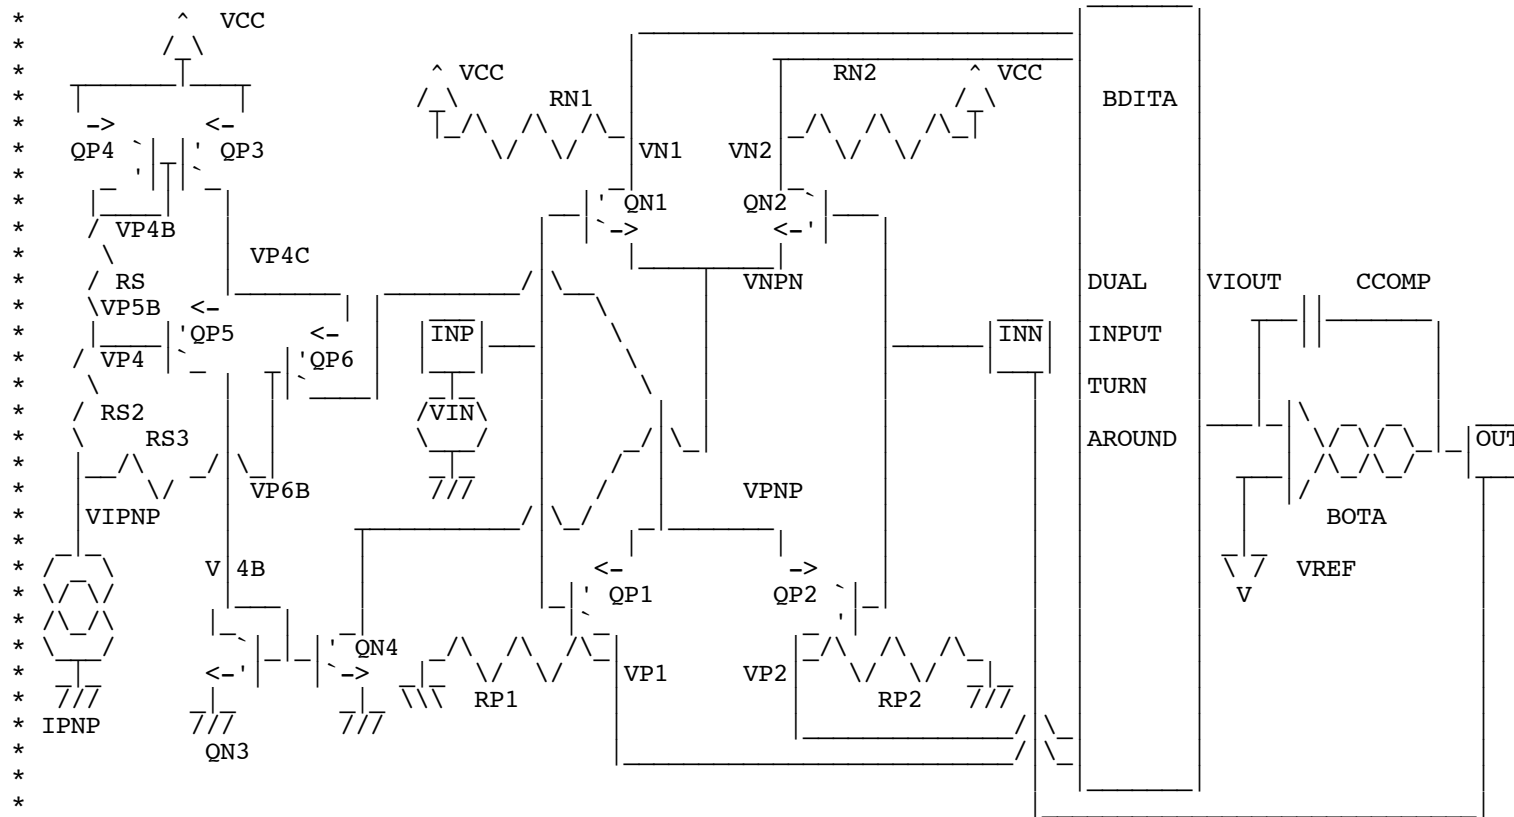 VCC
VCC RN2 VCC
RN1 BDITA
QP4 QP3 VN1 VN2
QN1 QN2
VP4B
VP4C
RS VNPN DUAL VIOUT CCOMP
VP5B
QP5 INP INN INPUT
VP4 QP6
TURN
RS2 VIN
RS3 AROUND OUT
VP6B VPNP
VIPNP BOTA
V 4B VREF
QP1 QP2 V
QN4
VP1 VP2
RP1 RP2
IPNP
QN3